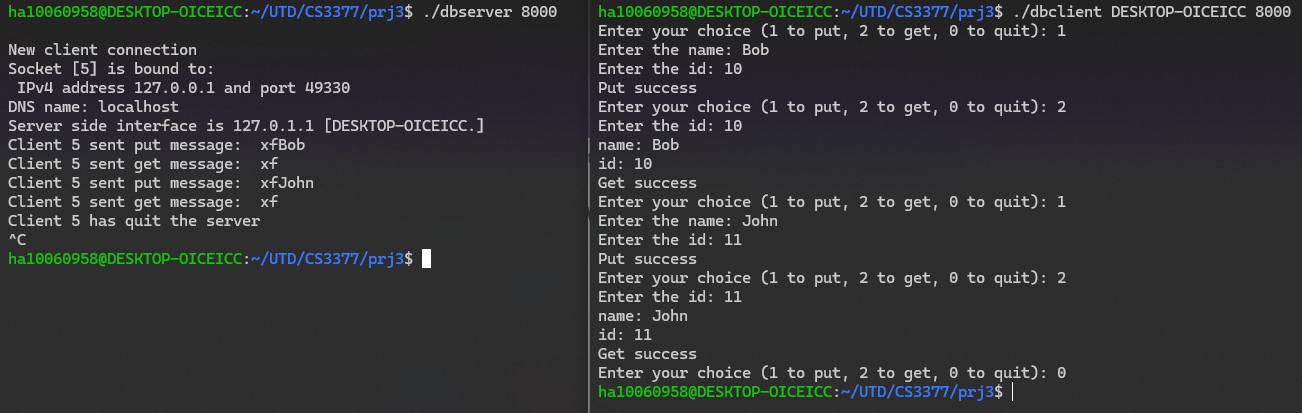 ha10060958@DESKTOP-OICEICC:~/UTD/CS3377/prj3$ ./dbserver 8000
New client connection
Socket [5] is bound to:
 IPv4 address 127.0.0.1 and port 49330
DNS name: localhost
Server side interface is 127.0.1.1 [DESKTOP-OICEICC.]
Client 5 sent put message:  xfBob
Client 5 sent get message:  xf
Client 5 sent put message:  xfJohn
Client 5 sent get message:  xf
Client 5 has quit the server
^C
ha10060958@DESKTOP-OICEICC:~/UTD/CS3377/prj3$
ha10060958@DESKTOP-OICEICC:~/UTD/CS3377/prj3$ ./dbclient DESKTOP-OICEICC 8000
Enter your choice (1 to put, 2 to get, 0 to quit): 1
Enter the name: Bob
Enter the id: 10
Put success
Enter your choice (1 to put, 2 to get, 0 to quit): 2
Enter the id: 10
name: Bob
id: 10
Get success
Enter your choice (1 to put, 2 to get, 0 to quit): 1
Enter the name: John
Enter the id: 11
Put success
Enter your choice (1 to put, 2 to get, 0 to quit): 2
Enter the id: 11
name: John
id: 11
Get success
Enter your choice (1 to put, 2 to get, 0 to quit): 0
ha10060958@DESKTOP-OICEICC:~/UTD/CS3377/prj3$